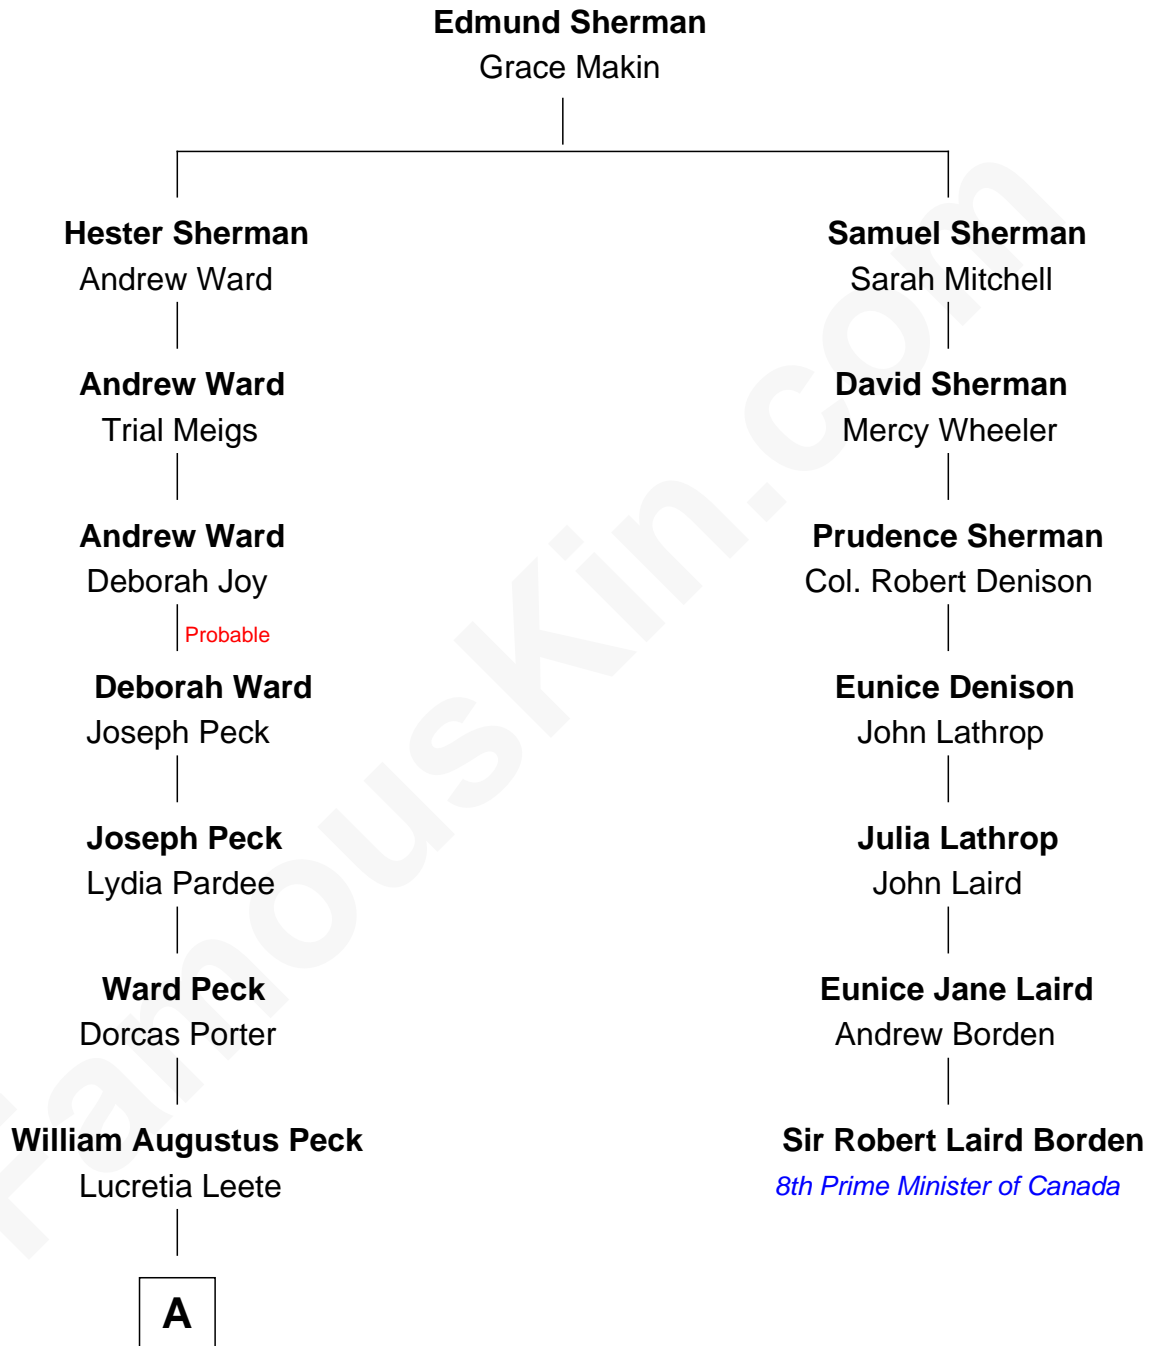 Edmund Sherman
Grace Makin
Hester Sherman
Andrew Ward
Samuel Sherman
Sarah Mitchell
Andrew Ward
Trial Meigs
David Sherman
Mercy Wheeler
Andrew Ward
Deborah Joy
Prudence Sherman
Col. Robert Denison
Probable
Deborah Ward
Joseph Peck
Eunice Denison
John Lathrop
Joseph Peck
Lydia Pardee
Julia Lathrop
John Laird
Ward Peck
Dorcas Porter
Eunice Jane Laird
Andrew Borden
William Augustus Peck
Lucretia Leete
Sir Robert Laird Borden
8th Prime Minister of Canada
A
FamousKin.com